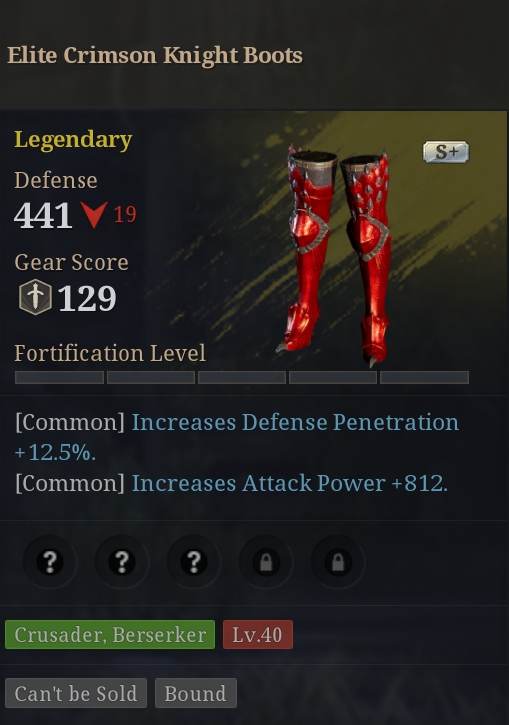 Elite Crimson Knight Boots
Legendary
S+
Defense
441 19
Gear Score
129
Fortification Level
[Common] Increases Defense Penetration
+12.5%.
[Common] Increases Attack Power +812.
? ? ?
Crusader, Berserker Lv.40
Can't be Sold Bound